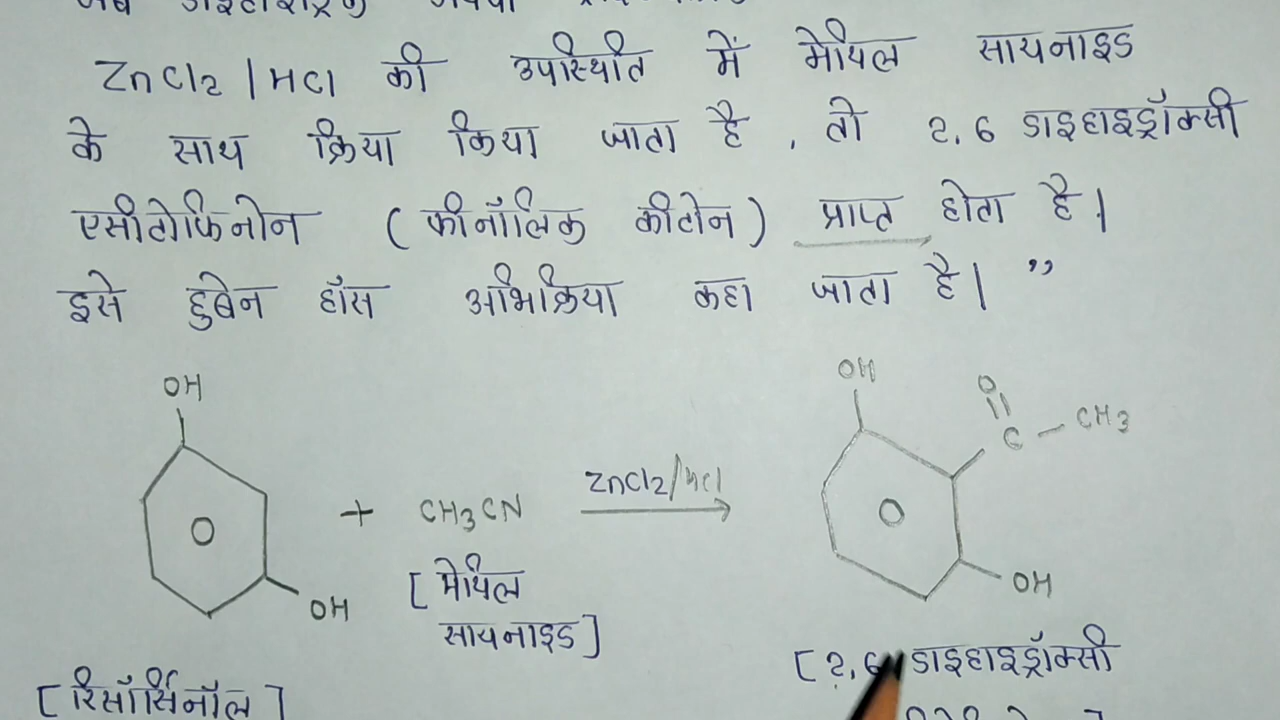 ZnCl2 / HCl की उपस्थिति में मेथिल सायनाइड
के साथ क्रिया किया जाता है, तो 2,6 डाइहाइड्रॉक्सी
एसीटोफिनोन (फीनॉलिक कीटोन) प्राप्त होता है।
इसे हुबेन हॉस अभिक्रिया कहा जाता है। ”
OH
OH
+ CH3CN
[मेथिल
सायनाइड]
ZnCl2/HCl
OH
O
C - CH3
OH
[रिसॉर्सिनॉल]
[2,6 डाइहाइड्रॉक्सी